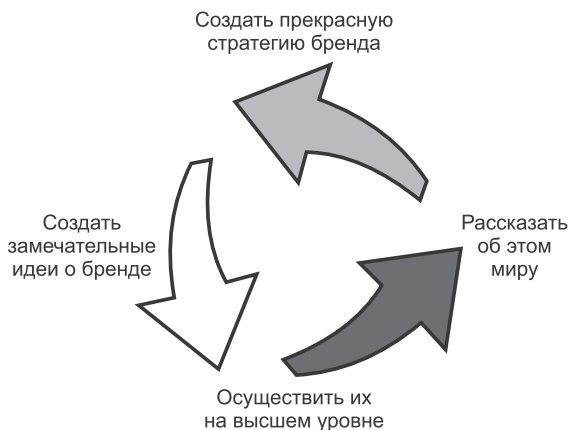 Создать прекрасную
стратегию бренда
Создать
замечательные
идеи о бренде
Рассказать
об этом
миру
Осуществить их
на высшем уровне